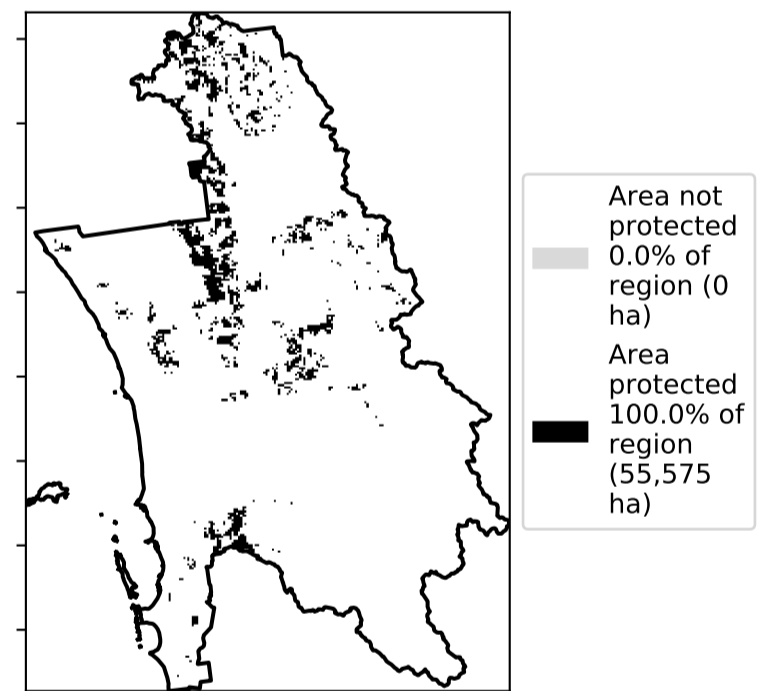 Area not
protected
0.0% of
region (0
ha)
Area
protected
100.0% of
region
(55,575
ha)